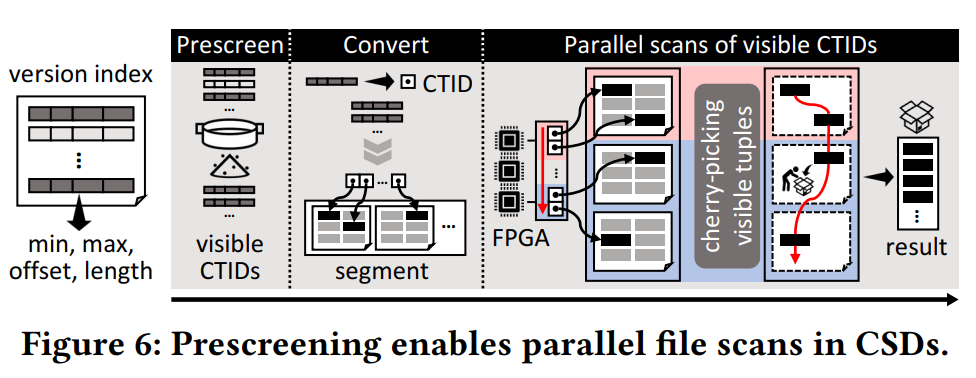 Prescreen
Convert
Parallel scans of visible CTIDs
version index
...
min, max,
offset, length
...
...
visible
CTIDs
CTID
...
...
...
segment
...
FPGA
cherry-picking
visible tuples
...
result
Figure 6: Prescreening enables parallel file scans in CSDs.